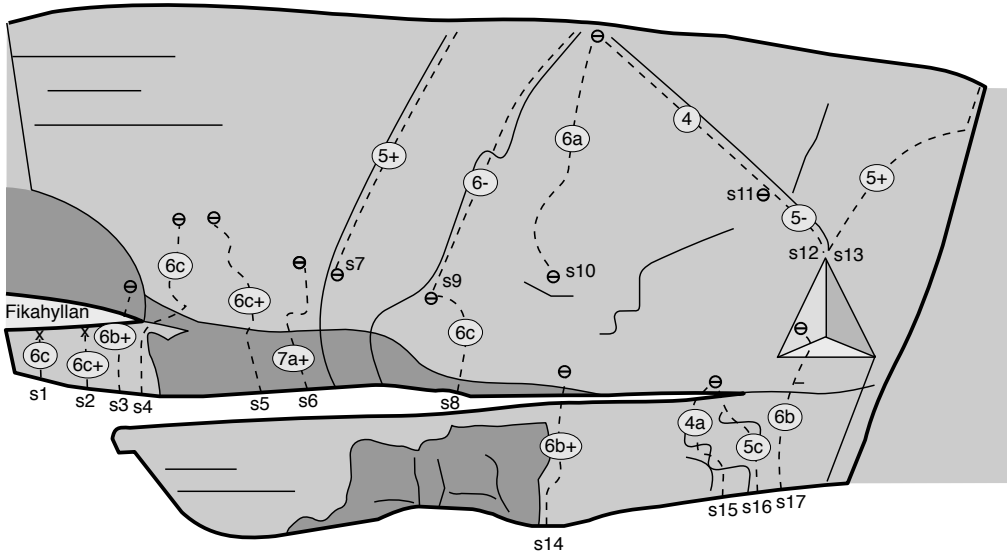 4
5+
6a
5+
6-
s11
5-
s12 s13
6c
s7
s10
s9
6c+
Fikahyllan
6b+
6c
6c
7a+
6c+
s1 s2 s3 s4 s5 s6 s8
4a
6b
6b+
5c
s15 s16 s17
s14